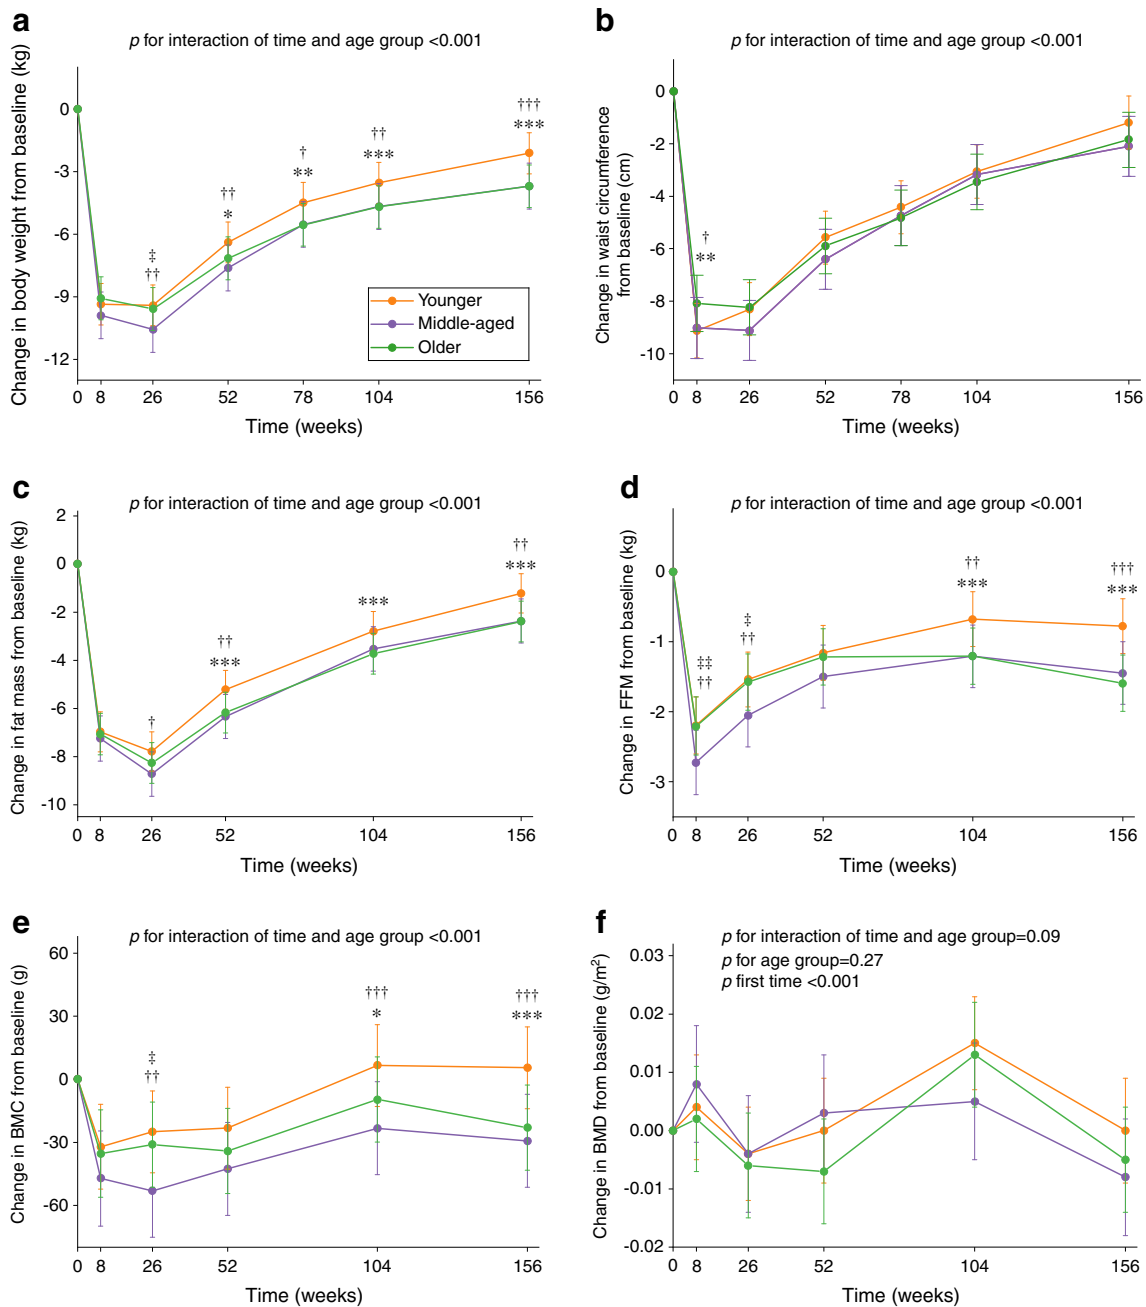 a
p for interaction of time and age group <0.001
Change in body weight from baseline (kg)
0
-3
-6
-9
-12
‡
††
††
*
†
**
††
***
†††
***
Younger
Middle-aged
Older
0 8 26 52 78 104 156
Time (weeks)
b
p for interaction of time and age group <0.001
Change in waist circumference
from baseline (cm)
0
-2
-4
-6
-8
-10
†
**
0 8 26 52 78 104 156
Time (weeks)
c
p for interaction of time and age group <0.001
Change in fat mass from baseline (kg)
2
0
-2
-4
-6
-8
-10
†
††
***
***
††
***
0 8 26 52 104 156
Time (weeks)
d
p for interaction of time and age group <0.001
Change in FFM from baseline (kg)
0
-1
-2
-3
‡‡
††
‡
††
††
***
†††
***
0 8 26 52 104 156
Time (weeks)
e
p for interaction of time and age group <0.001
Change in BMC from baseline (g)
60
30
0
-30
-60
‡
††
†††
*
†††
***
0 8 26 52 104 156
Time (weeks)
f
p for interaction of time and age group=0.09
p for age group=0.27
p first time <0.001
Change in BMD from baseline (g/m²)
0.03
0.02
0.01
0.00
-0.01
-0.02
0 8 26 52 104 156
Time (weeks)